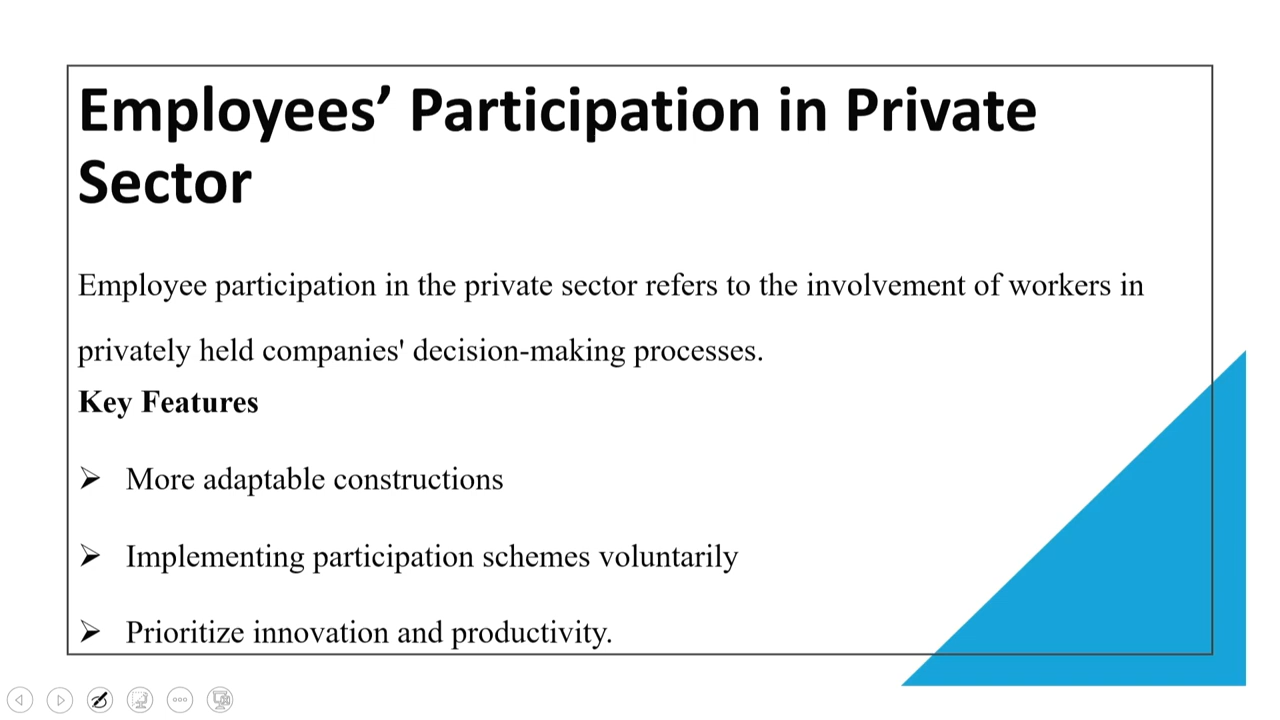 Employees’ Participation in Private
Sector
Employee participation in the private sector refers to the involvement of workers in
privately held companies' decision-making processes.
Key Features
➢ More adaptable constructions
➢ Implementing participation schemes voluntarily
➢ Prioritize innovation and productivity.